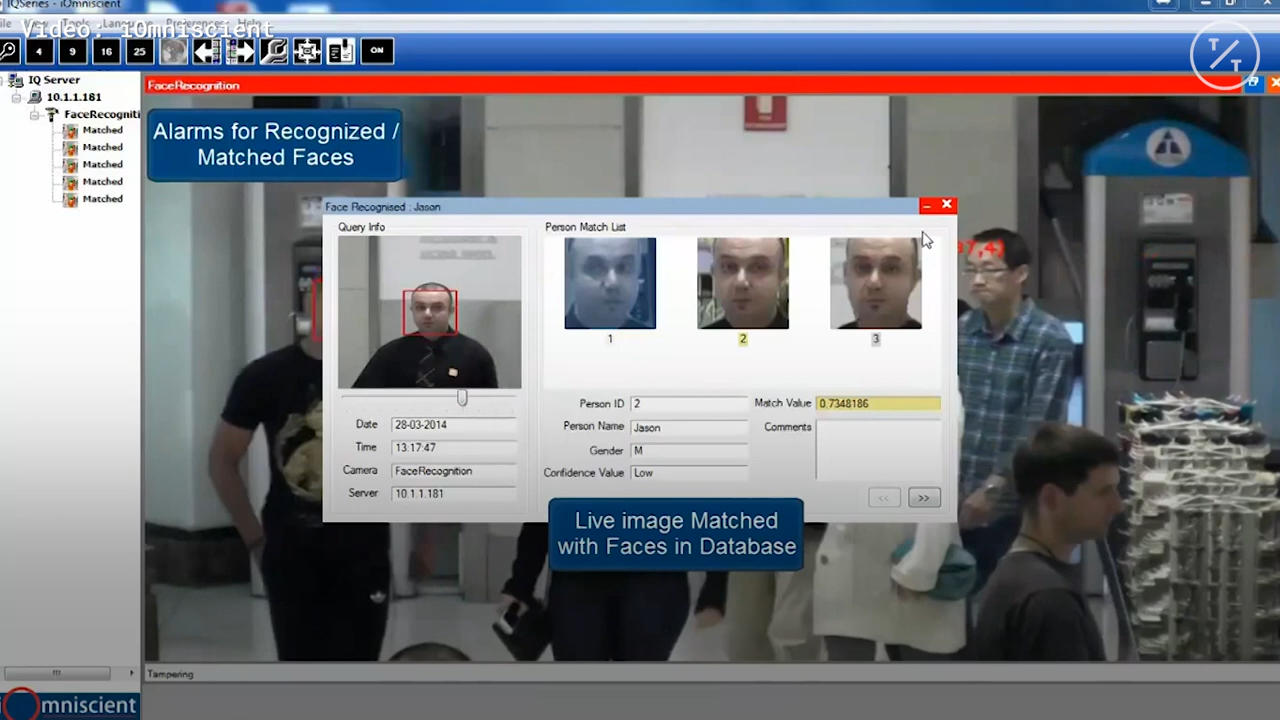 IQSeries - iOmniscient
Video: iOmniscient
Tools Language Preferences Help
4 9 16 25 ON
T/T
IQ Server
10.1.1.181
FaceRecogniti
Matched
Matched
Matched
Matched
Matched
FaceRecognition
Alarms for Recognized /
Matched Faces
Face Recognised : Jason
Query Info
Person Match List
1 2 3
Date 28-03-2014
Time 13:17:47
Camera FaceRecognition
Server 10.1.1.181
Person ID 2
Person Name Jason
Gender M
Confidence Value Low
Match Value 0.7348186
Comments
<< >>
Live image Matched
with Faces in Database
Tampering
iOmniscient